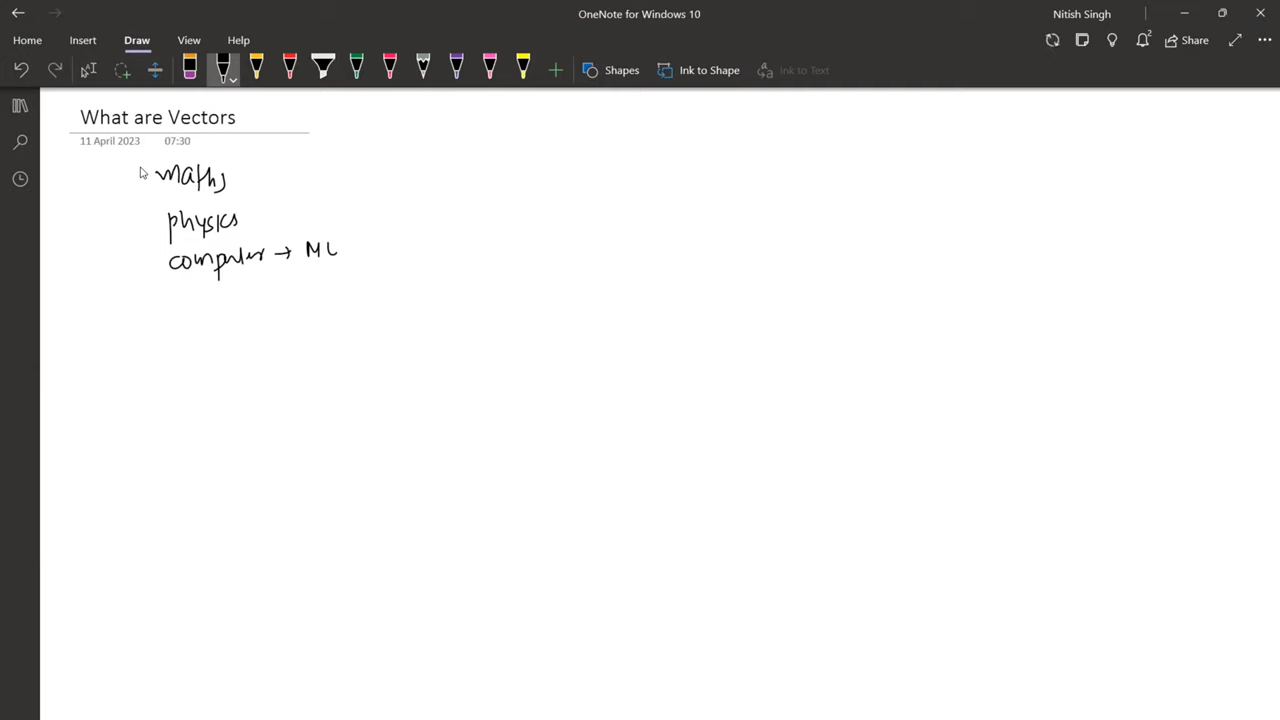 OneNote for Windows 10
Nitish Singh
Home Insert Draw View Help
Share
Shapes Ink to Shape Ink to Text
What are Vectors
11 April 2023 07:30
maths
physics
computer → ML